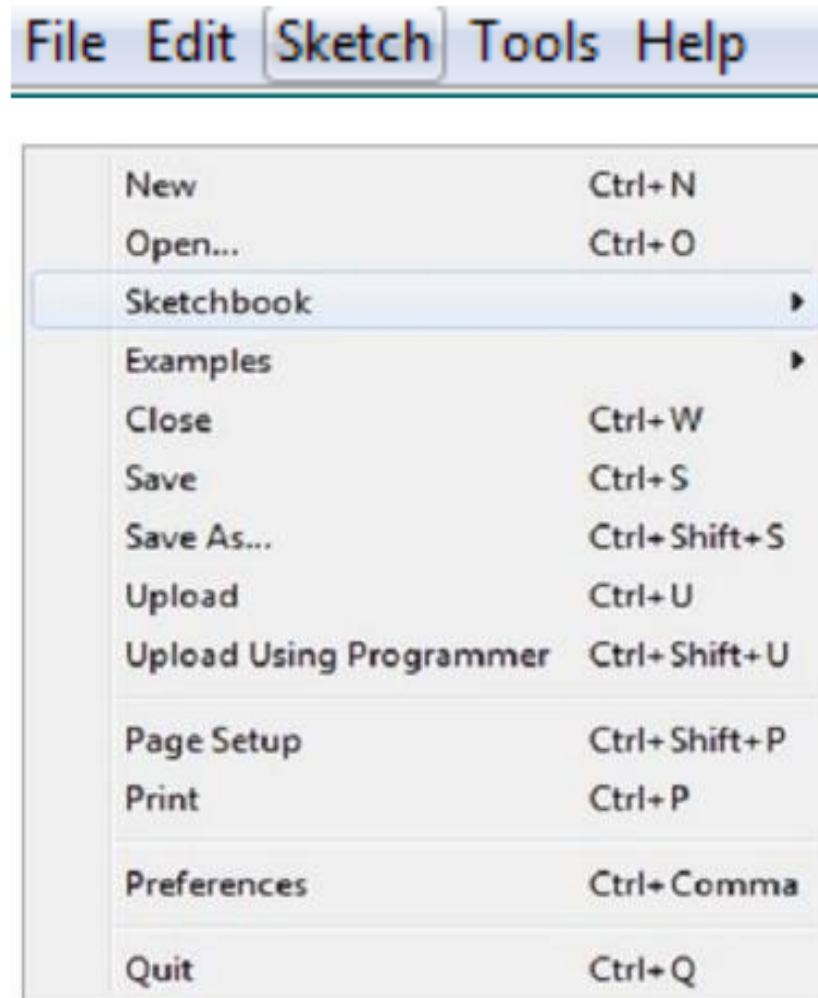 File Edit Sketch Tools Help
New Ctrl+N
Open... Ctrl+O
Sketchbook
Examples
Close Ctrl+W
Save Ctrl+S
Save As... Ctrl+Shift+S
Upload Ctrl+U
Upload Using Programmer Ctrl+Shift+U
Page Setup Ctrl+Shift+P
Print Ctrl+P
Preferences Ctrl+Comma
Quit Ctrl+Q